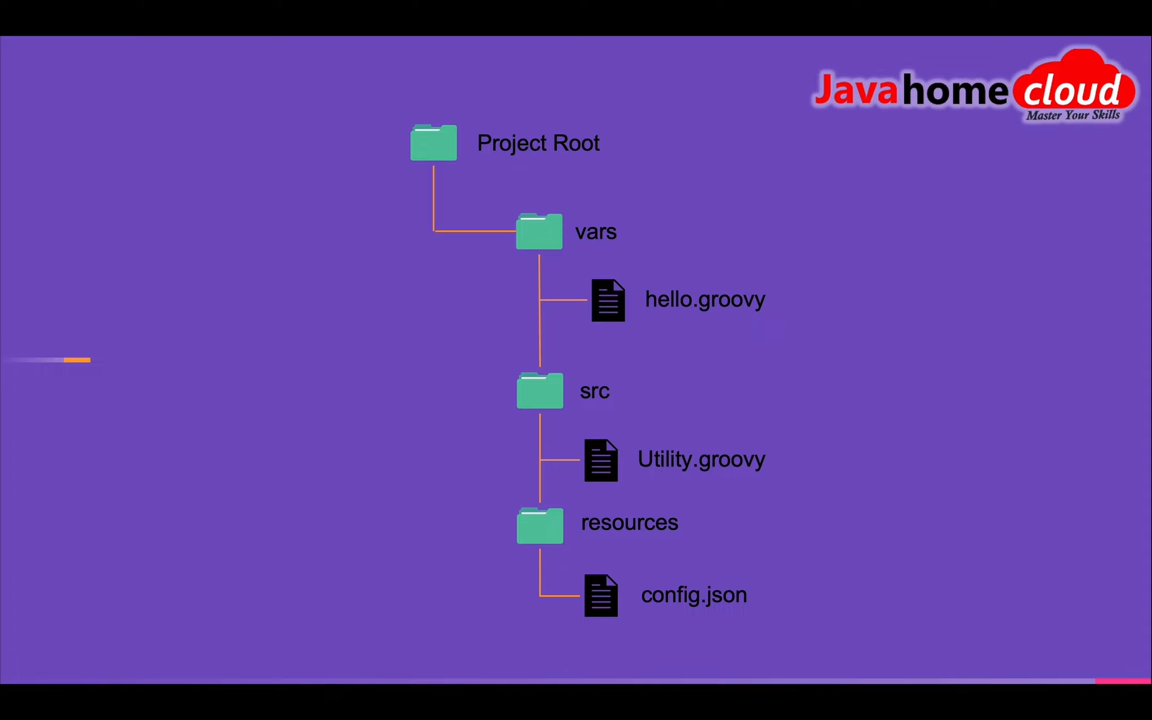 Javahome cloud
Master Your Skills
Project Root
vars
hello.groovy
src
Utility.groovy
resources
config.json